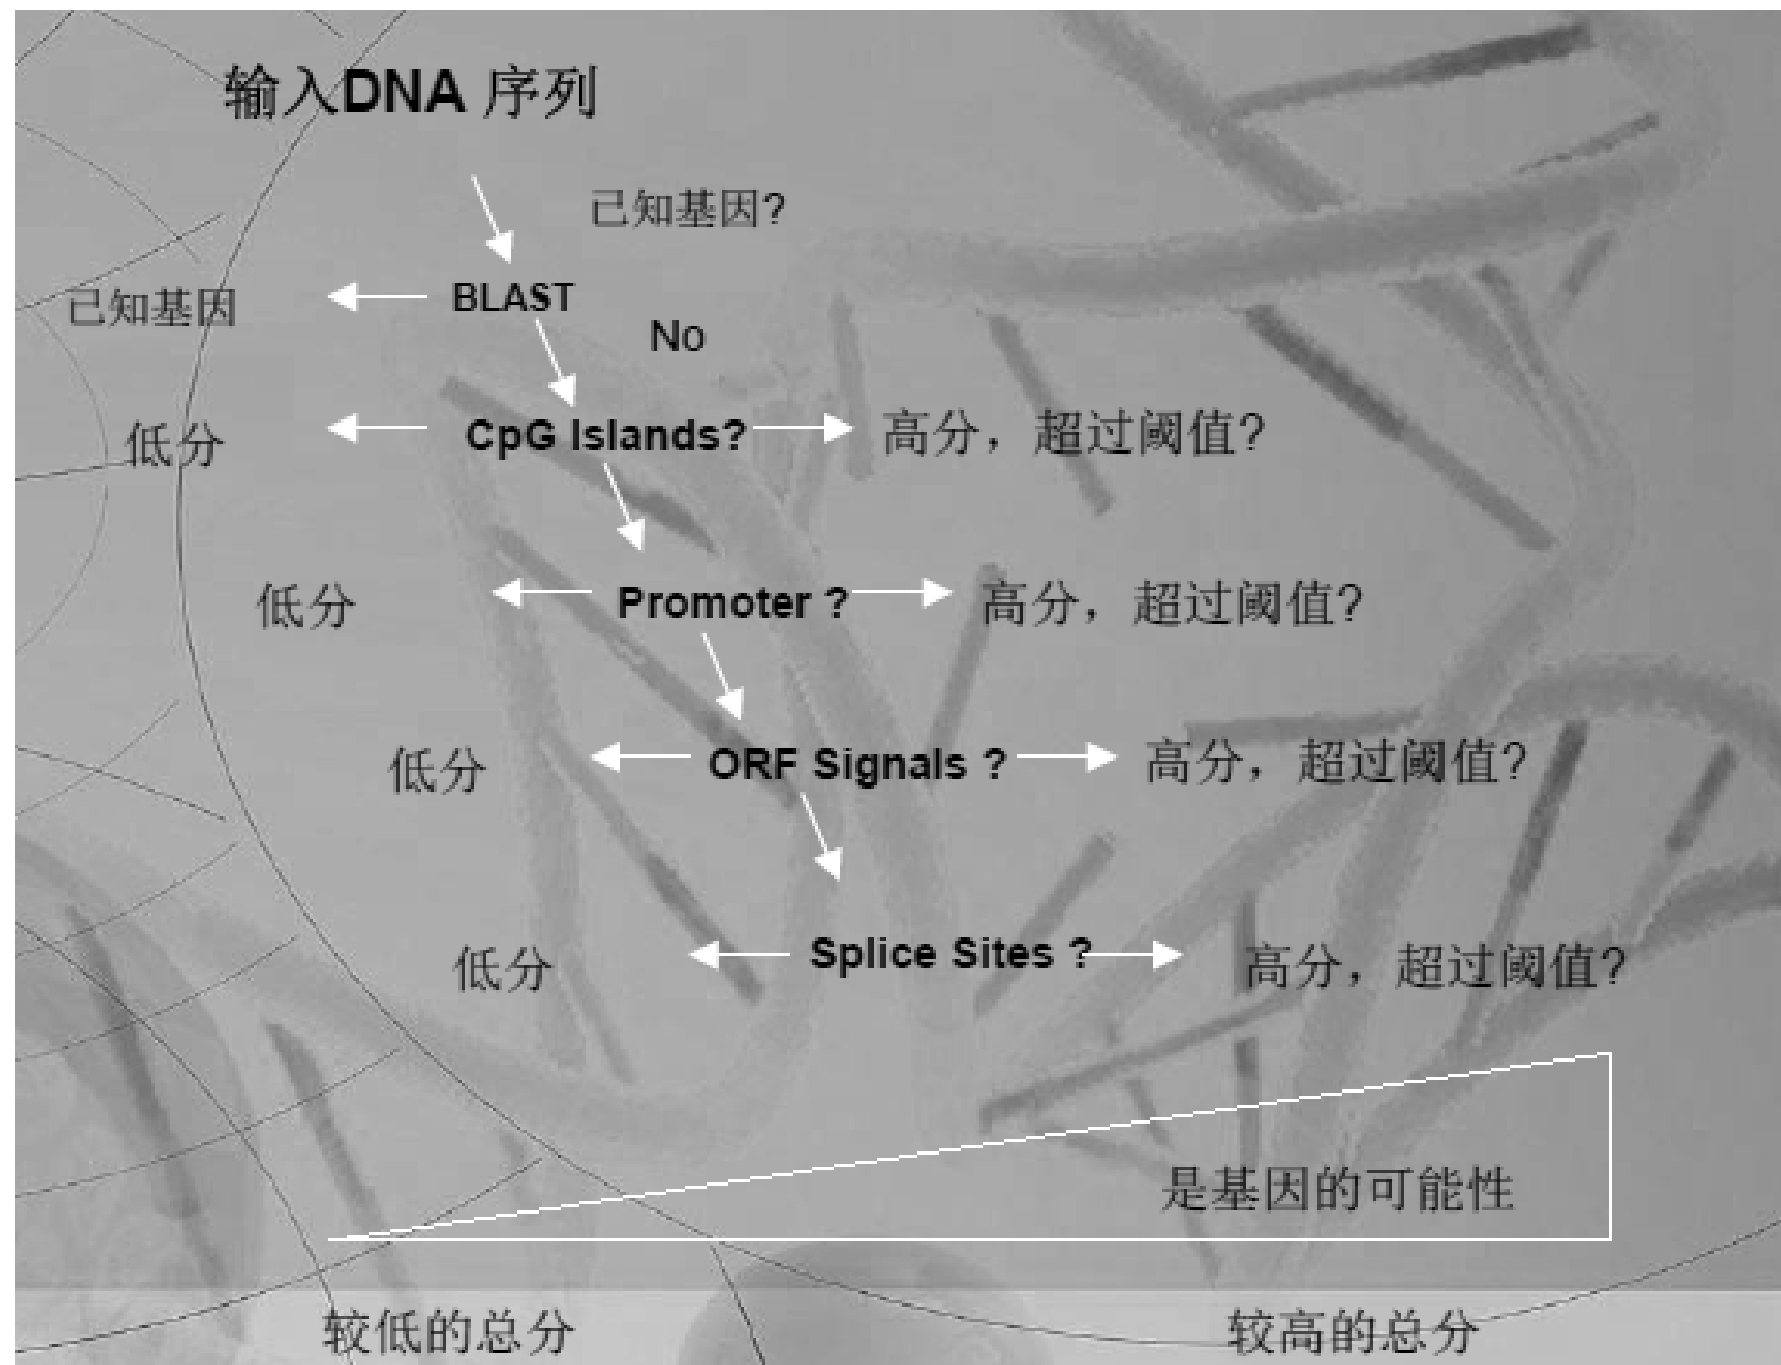 输入DNA 序列
已知基因?
已知基因 BLAST
No
低分 CpG Islands? 高分，超过阈值?
低分 Promoter ? 高分，超过阈值?
低分 ORF Signals ? 高分，超过阈值?
低分 Splice Sites ? 高分，超过阈值?
是基因的可能性
较低的总分 较高的总分